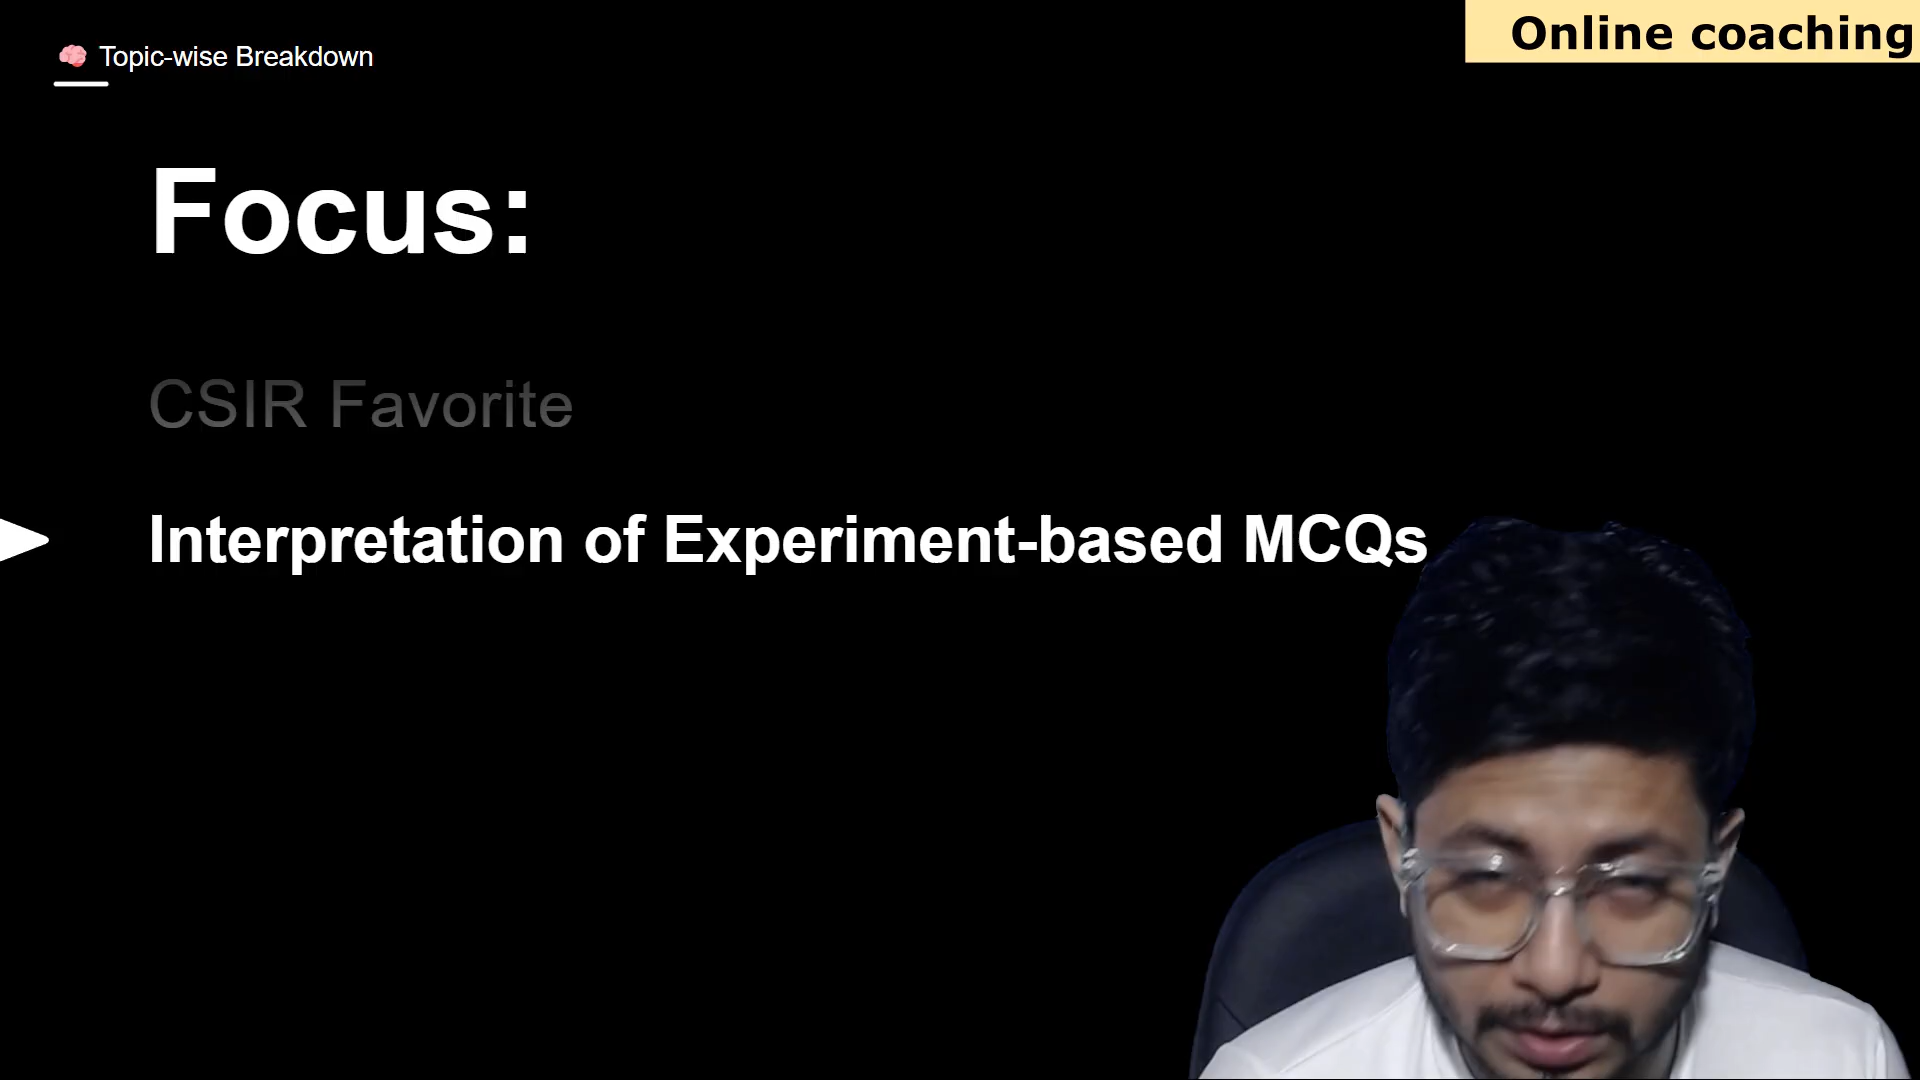 🧠 Topic-wise Breakdown
Online coaching
Focus:
CSIR Favorite
Interpretation of Experiment-based MCQs